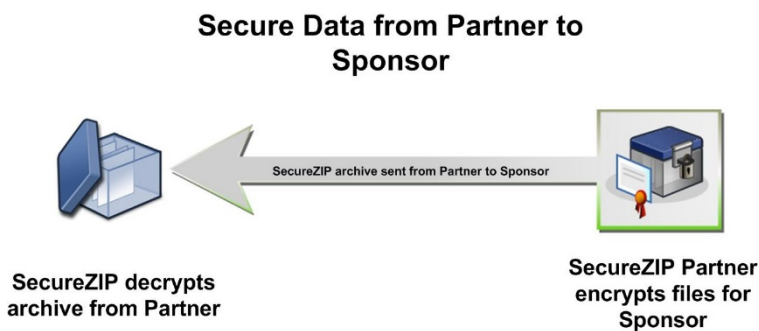 Secure Data from Partner to
Sponsor
SecureZIP archive sent from Partner to Sponsor
SecureZIP decrypts
archive from Partner
SecureZIP Partner
encrypts files for
Sponsor